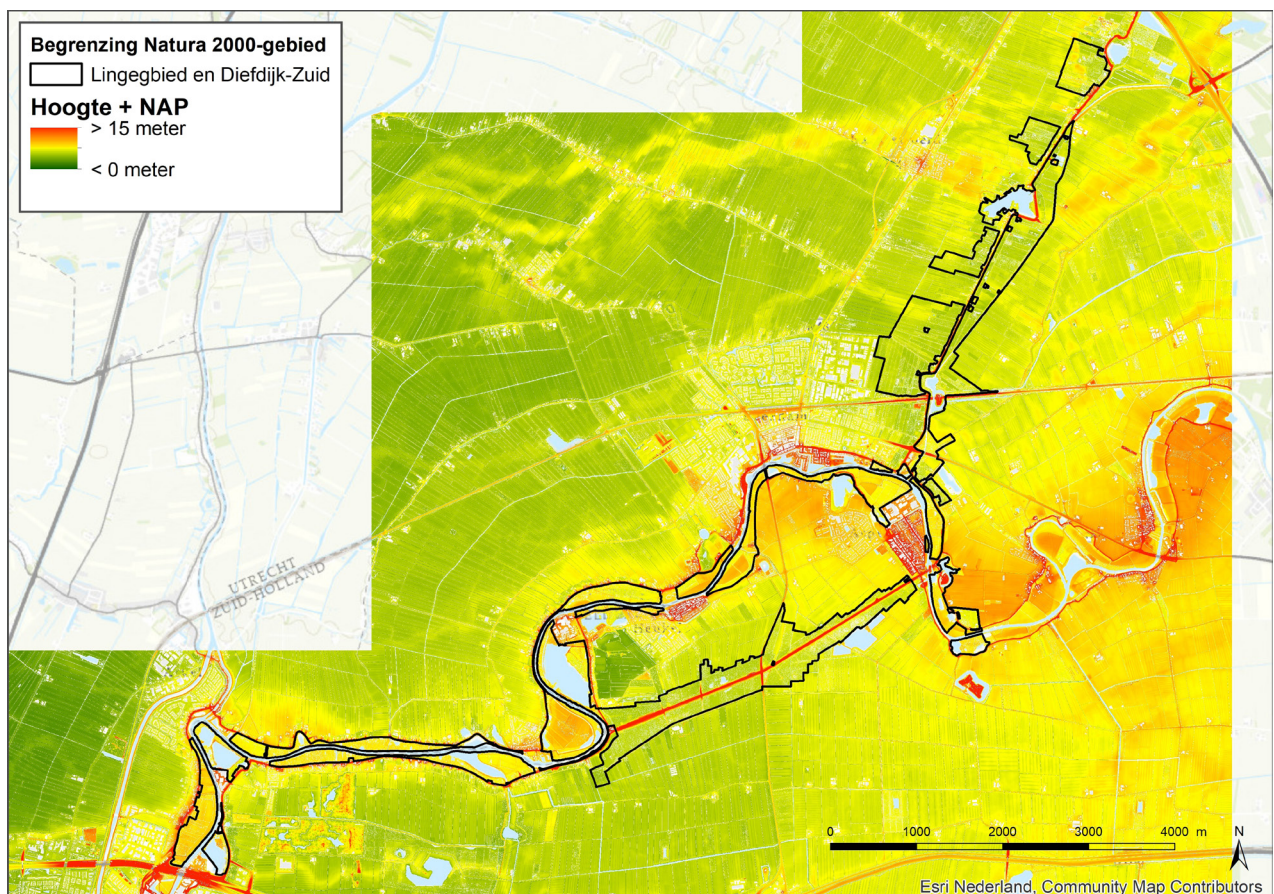 Begrenzing Natura 2000-gebied
Lingegbied en Diefdijk-Zuid
Hoogte + NAP
> 15 meter
< 0 meter
UTRECHT
ZUID-HOLLAND
0 1000 2000 3000 4000 m
N
Esri Nederland, Community Map Contributors